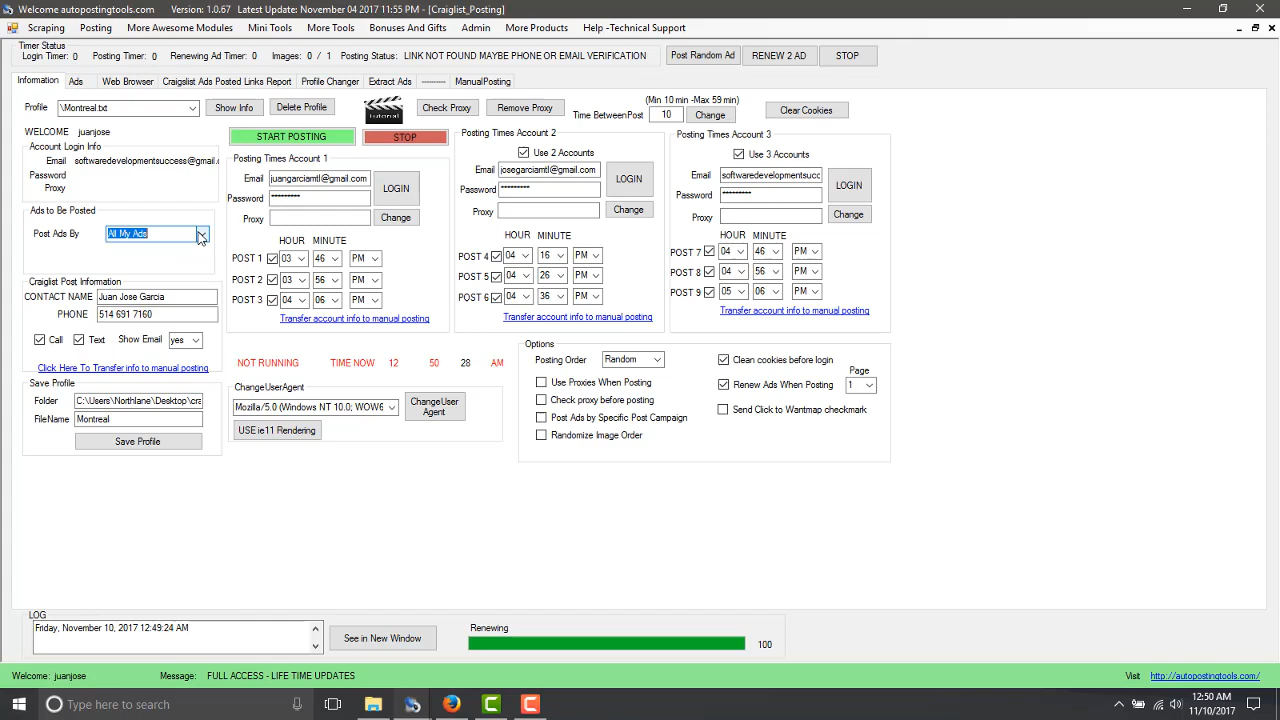 Welcome autopostingtools.com Version: 1.0.67 Latest Update: November 04 2017 11:55 PM - [Craiglist_Posting]
Scraping Posting More Awesome Modules Mini Tools More Tools Bonuses And Gifts Admin More Products Help -Technical Support
Timer Status
Login Timer: 0 Posting Timer: 0 Renewing Ad Timer: 0 Images: 0 / 1 Posting Status: LINK NOT FOUND MAYBE PHONE OR EMAIL VERIFICATION Post Random Ad RENEW 2 AD STOP
Information Ads Web Browser Craigslist Ads Posted Links Report Profile Changer Extract Ads ---------- ManualPosting
Profile \Montreal.txt Show Info Delete Profile tutorial Check Proxy Remove Proxy
(Min 10 min -Max 59 min)
Time BetweenPost 10 Change Clear Cookies
WELCOME juanjose
START POSTING STOP
Account Login Info
Email softwaredevelopmentsuccess@gmail.c
Password
Proxy
Ads to Be Posted
Post Ads By All My Ads
Craiglist Post Information
CONTACT NAME Juan Jose Garcia
PHONE 514 691 7160
Call Text Show Email yes
Click Here To Transfer info to manual posting
Save Profile
Folder C:\Users\Northlane\Desktop\cra
FileName Montreal
Save Profile
Posting Times Account 1
Email juangarciamtl@gmail.com
Password *********
LOGIN
Proxy Change
HOUR MINUTE
POST 1 03 46 PM
POST 2 03 56 PM
POST 3 04 06 PM
Transfer account info to manual posting
Posting Times Account 2
Use 2 Accounts
Email josegarciamtl@gmail.com
Password *********
LOGIN
Proxy Change
HOUR MINUTE
POST 4 04 16 PM
POST 5 04 26 PM
POST 6 04 36 PM
Transfer account info to manual posting
Posting Times Account 3
Use 3 Accounts
Email softwaredevelopmentsucc
Password *********
LOGIN
Proxy Change
HOUR MINUTE
POST 7 04 46 PM
POST 8 04 56 PM
POST 9 05 06 PM
Transfer account info to manual posting
NOT RUNNING TIME NOW 12 50 28 AM
ChangeUserAgent
Mozilla/5.0 (Windows NT 10.0; WOW6 ChangeUser Agent
USE ie11 Rendering
Options
Posting Order Random
Use Proxies When Posting
Check proxy before posting
Post Ads by Specific Post Campaign
Randomize Image Order
Clean cookies before login
Page
Renew Ads When Posting 1
Send Click to Wantmap checkmark
LOG
Friday, November 10, 2017 12:49:24 AM
See in New Window
Renewing
100
Welcome: juanjose Message: FULL ACCESS - LIFE TIME UPDATES Visit http://autopostingtools.com/
Type here to search
12:50 AM
11/10/2017